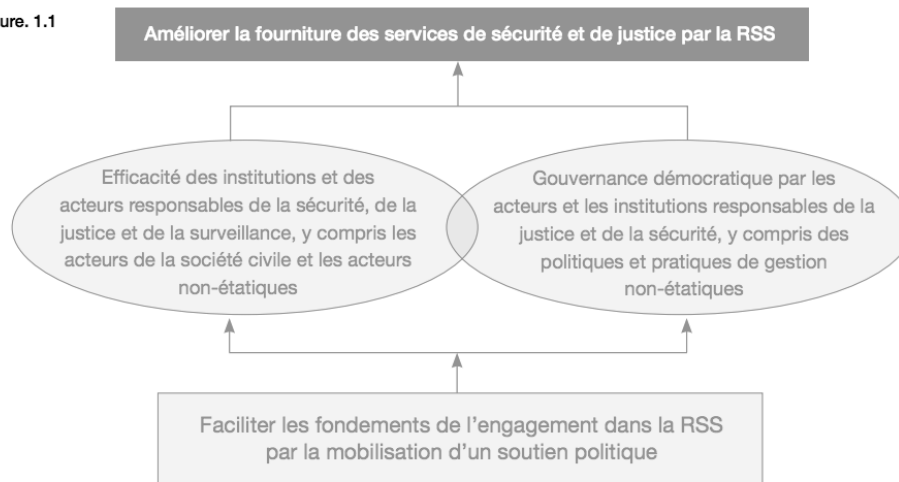 ure. 1.1
Améliorer la fourniture des services de sécurité et de justice par la RSS
Efficacité des institutions et des
acteurs responsables de la sécurité, de la
justice et de la surveillance, y compris les
acteurs de la société civile et les acteurs
non-étatiques
Gouvernance démocratique par les
acteurs et les institutions responsables de la
justice et de la sécurité, y compris des
politiques et pratiques de gestion
non-étatiques
Faciliter les fondements de l'engagement dans la RSS
par la mobilisation d'un soutien politique